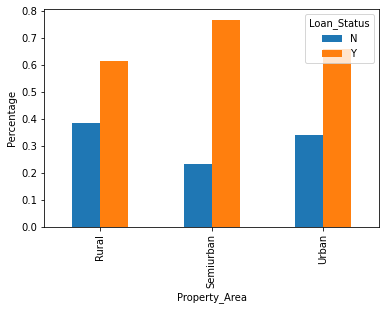 Loan_Status
N
Y
Percentage
0.8
0.7
0.6
0.5
0.4
0.3
0.2
0.1
0.0
Rural
Semiurban
Urban
Property_Area